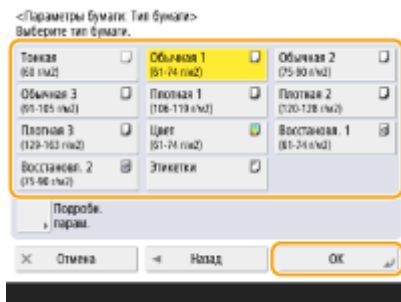 <Параметры бумаги: Тип бумаги>
Выберите тип бумаги.
Тонкая
(60 г/м2)
Обычная 1
(61-74 г/м2)
Обычная 2
(75-90 г/м2)
Обычная 3
(91-105 г/м2)
Плотная 1
(106-119 г/м2)
Плотная 2
(120-128 г/м2)
Плотная 3
(129-163 г/м2)
Цвет
(61-74 г/м2)
Восстановл. 1
(61-74 г/м2)
Восстановл. 2
(75-90 г/м2)
Этикетки
Подробн.
парам.
Отмена
Назад
OK